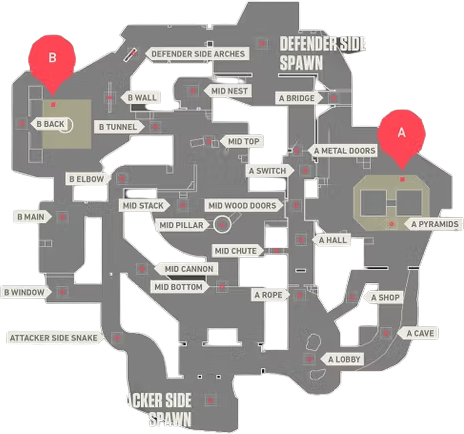 DEFENDER SIDE
SPAWN
DEFENDER SIDE ARCHES
B
B WALL
MID NEST
A BRIDGE
B BACK
B TUNNEL
A
MID TOP
A METAL DOORS
A SWITCH
B ELBOW
MID STACK
MID WOOD DOORS
B MAIN
MID PILLAR
A PYRAMIDS
A HALL
MID CHUTE
MID CANNON
MID BOTTOM
B WINDOW
A ROPE
A SHOP
ATTACKER SIDE SNAKE
A CAVE
A LOBBY
CKER SIDE
SPAWN